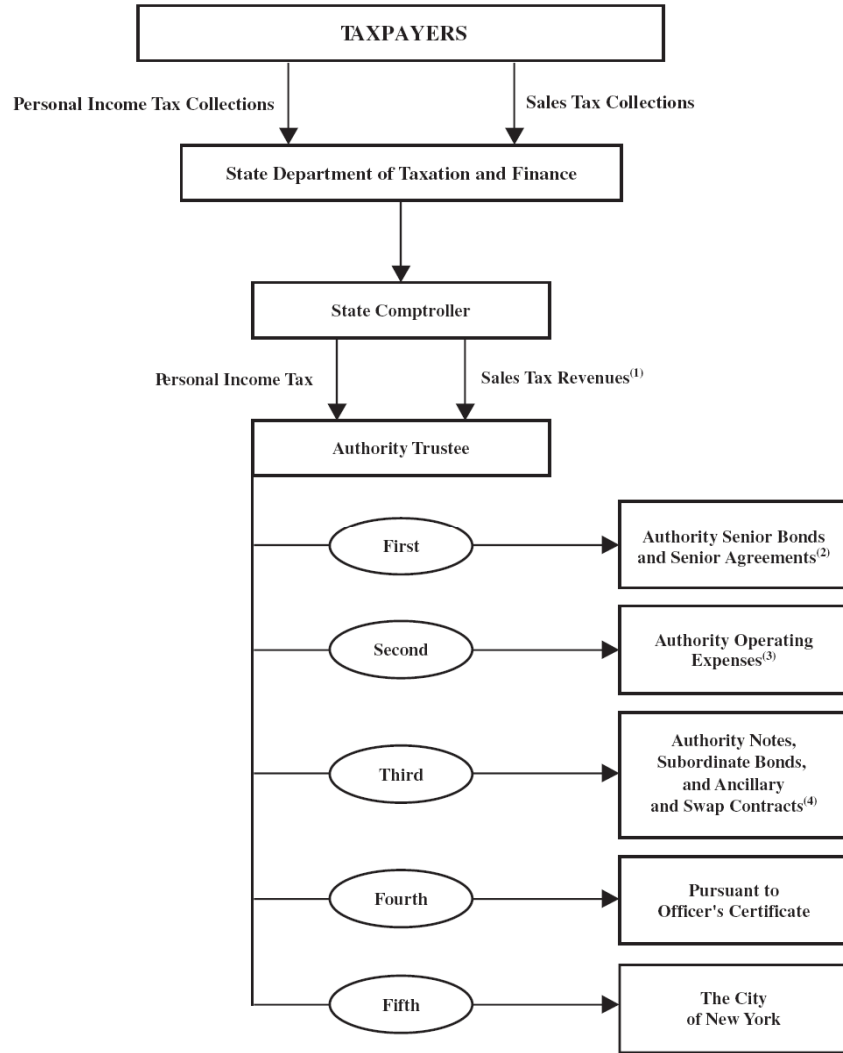 TAXPAYERS
Personal Income Tax Collections
Sales Tax Collections
State Department of Taxation and Finance
State Comptroller
Personal Income Tax
Sales Tax Revenues(1)
Authority Trustee
First
Authority Senior Bonds
and Senior Agreements(2)
Second
Authority Operating
Expenses(3)
Third
Authority Notes,
Subordinate Bonds,
and Ancillary
and Swap Contracts(4)
Fourth
Pursuant to
Officer's Certificate
Fifth
The City
of New York